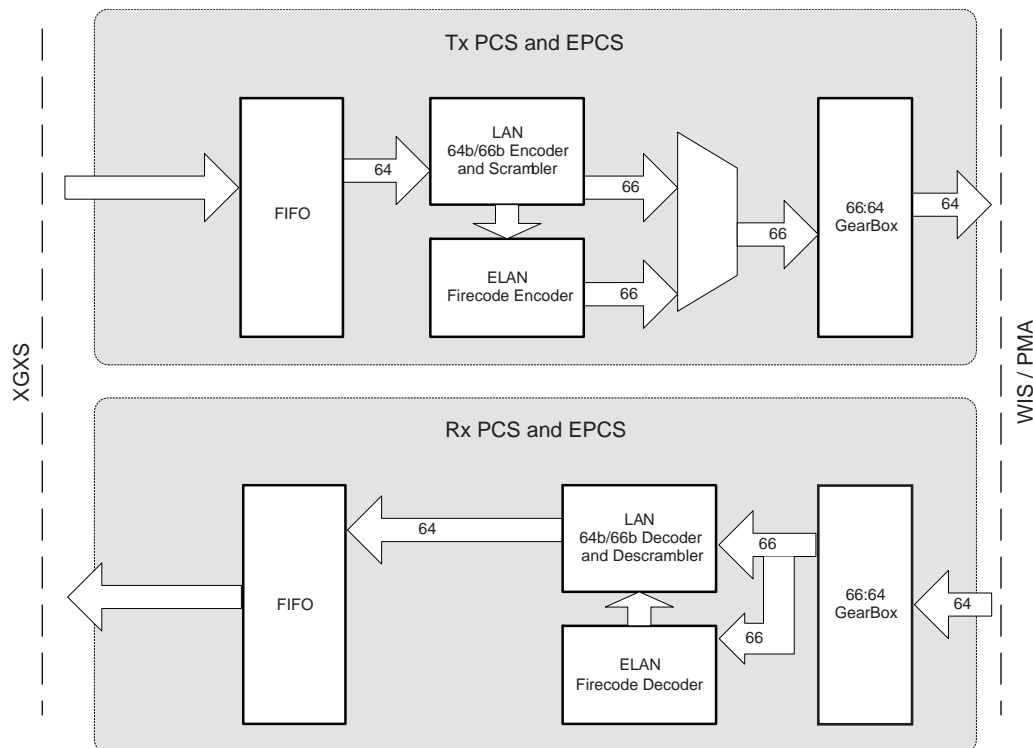 Tx PCS and EPCS
FIFO
64
LAN
64b/66b Encoder
and Scrambler
66
ELAN
Firecode Encoder
66
66
66:64
GearBox
64
XGXS
WIS / PMA
Rx PCS and EPCS
FIFO
64
LAN
64b/66b Decoder
and Descrambler
66
ELAN
Firecode Decoder
66
66:64
GearBox
64